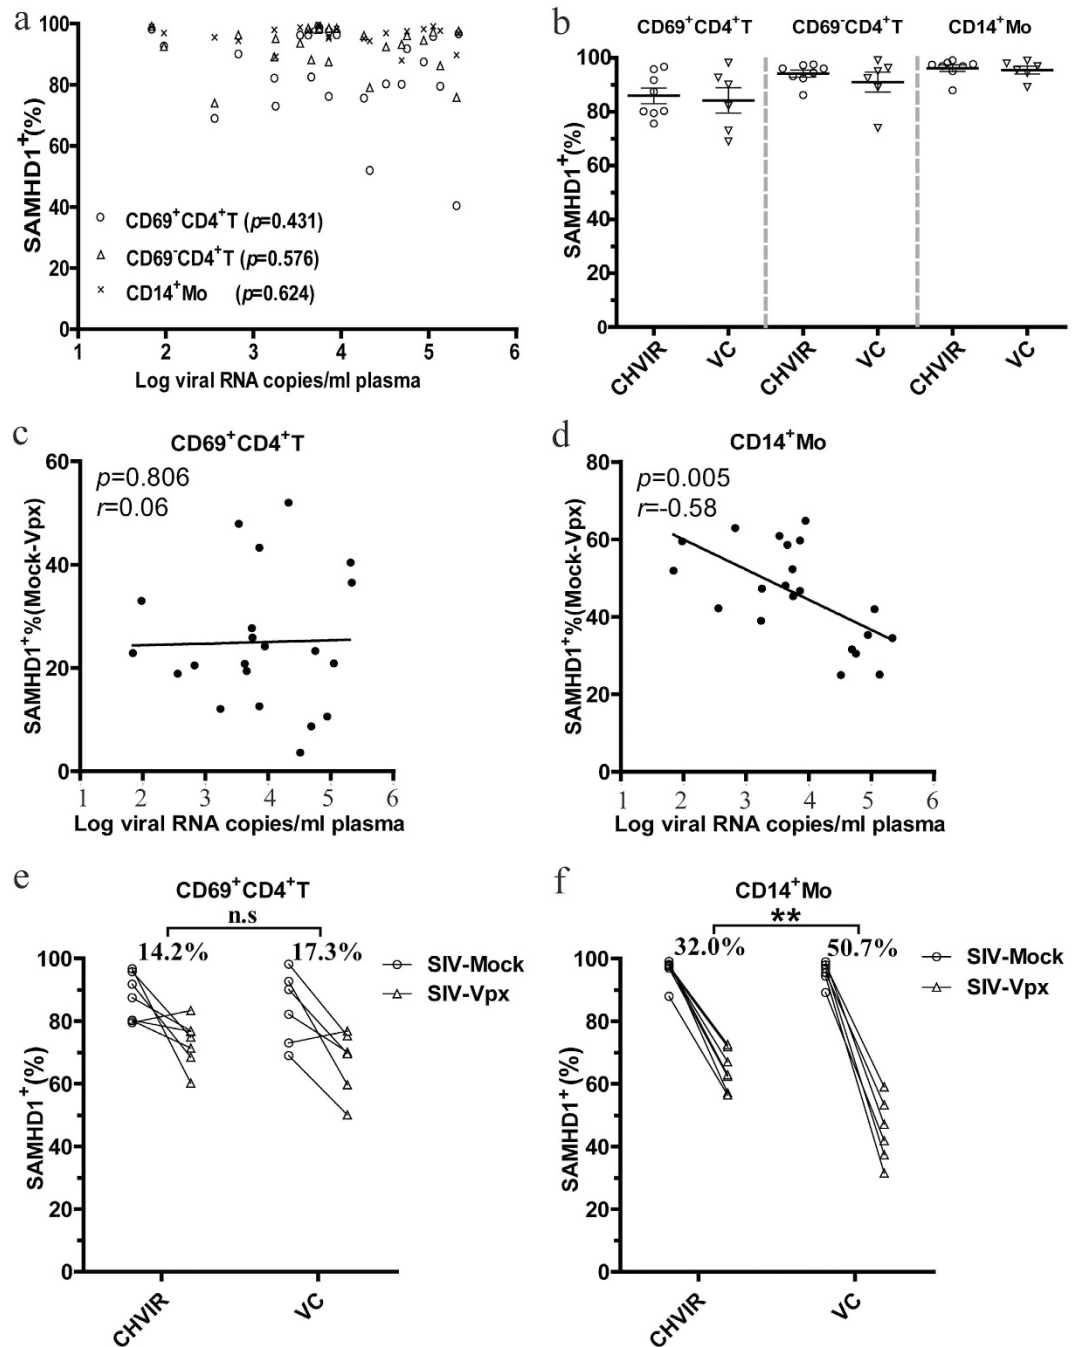 a
SAMHD1⁺(%)
100
80
60
40
20
0
CD69⁺CD4⁺T (p=0.431)
CD69⁻CD4⁺T (p=0.576)
CD14⁺Mo (p=0.624)
1 2 3 4 5 6
Log viral RNA copies/ml plasma
b
CD69⁺CD4⁺T CD69⁻CD4⁺T CD14⁺Mo
SAMHD1⁺(%)
100
80
60
40
20
0
CHVIR VC CHVIR VC CHVIR VC
c
CD69⁺CD4⁺T
SAMHD1⁺%(Mock-Vpx)
60
40
20
0
p=0.806
r=0.06
1 2 3 4 5 6
Log viral RNA copies/ml plasma
d
CD14⁺Mo
SAMHD1⁺%(Mock-Vpx)
80
60
40
20
0
p=0.005
r=-0.58
1 2 3 4 5 6
Log viral RNA copies/ml plasma
e
CD69⁺CD4⁺T
n.s
14.2% 17.3%
SAMHD1⁺(%)
100
80
60
40
20
0
SIV-Mock
SIV-Vpx
CHVIR VC
f
CD14⁺Mo
**
32.0% 50.7%
SAMHD1⁺ (%)
100
80
60
40
20
0
SIV-Mock
SIV-Vpx
CHVIR VC